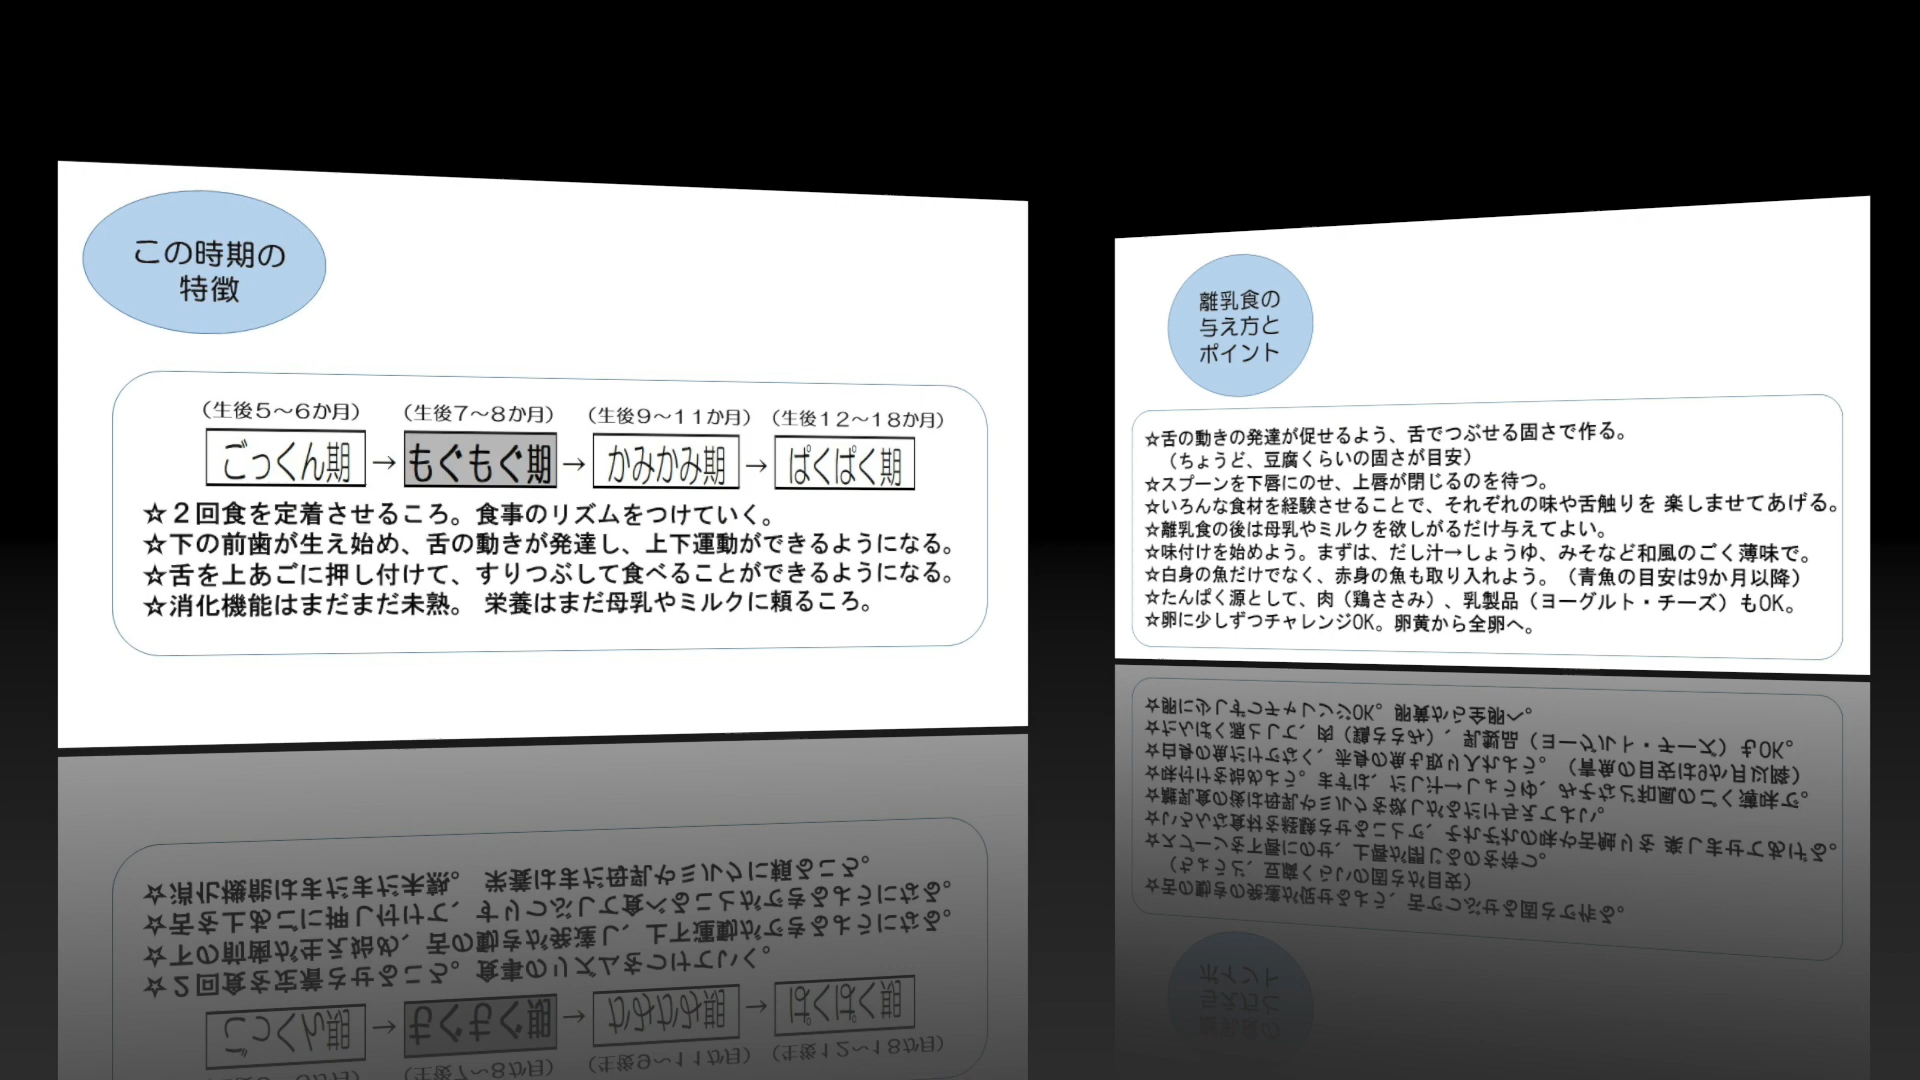 この時期の
特徴
（生後５～６か月） （生後７～８か月） （生後９～１１か月） （生後１２～１８か月）
ごっくん期 → もぐもぐ期 → かみかみ期 → ぱくぱく期
☆２回食を定着させるころ。食事のリズムをつけていく。
☆下の前歯が生え始め、舌の動きが発達し、上下運動ができるようになる。
☆舌を上あごに押し付けて、すりつぶして食べることができるようになる。
☆消化機能はまだまだ未熟。 栄養はまだ母乳やミルクに頼るころ。
離乳食の
与え方と
ポイント
☆舌の動きの発達が促せるよう、舌でつぶせる固さで作る。
（ちょうど、豆腐くらいの固さが目安）
☆スプーンを下唇にのせ、上唇が閉じるのを待つ。
☆いろんな食材を経験させることで、それぞれの味や舌触りを 楽しませてあげる。
☆離乳食の後は母乳やミルクを欲しがるだけ与えてよい。
☆味付けを始めよう。まずは、だし汁→しょうゆ、みそなど和風のごく薄味で。
☆白身の魚だけでなく、赤身の魚も取り入れよう。（青魚の目安は9か月以降）
☆たんぱく源として、肉（鶏ささみ）、乳製品（ヨーグルト・チーズ）もOK。
☆卵に少しずつチャレンジOK。卵黄から全卵へ。